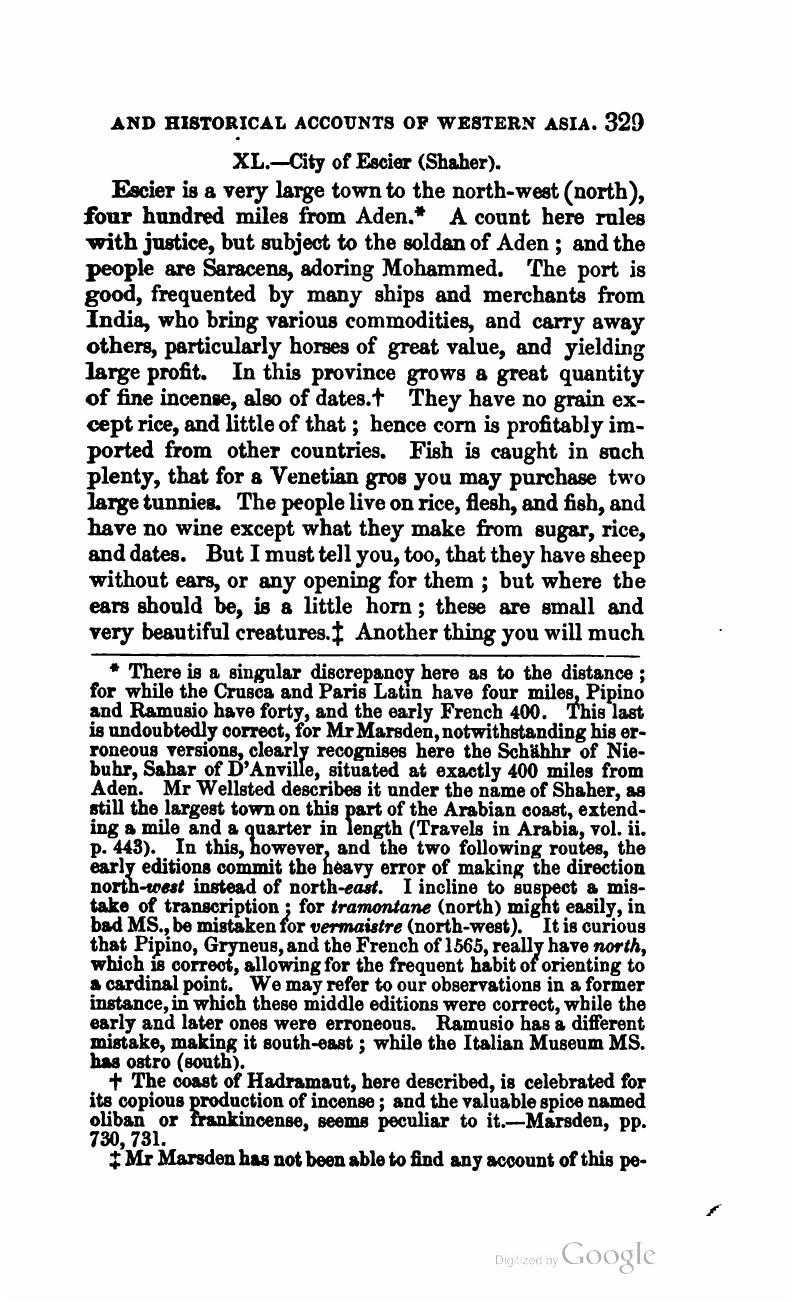 AND HISTORICAL ACCOUNTS OF WESTERN ASIA. 329
XL.—City of Escier (Shaher).
Escier is a very large town to the north-west (north),
four hundred miles from Aden.* A count here rules
with justice, but subject to the soldan of Aden ; and the
people are Saracens, adoring Mohammed. The port is
good, frequented by many ships and merchants from
India, who bring various commodities, and carry away
others, particularly horses of great value, and yielding
large profit. In this province grows a great quantity
of fine incense, also of dates.† They have no grain ex-
cept rice, and little of that ; hence corn is profitably im-
ported from other countries. Fish is caught in such
plenty, that for a Venetian gros you may purchase two
large tunnies. The people live on rice, flesh, and fish, and
have no wine except what they make from sugar, rice,
and dates. But I must tell you, too, that they have sheep
without ears, or any opening for them ; but where the
ears should be, is a little horn ; these are small and
very beautiful creatures.‡ Another thing you will much
* There is a singular discrepancy here as to the distance ;
for while the Crusca and Paris Latin have four miles, Pipino
and Ramusio have forty, and the early French 400. This last
is undoubtedly correct, for Mr Marsden, notwithstanding his er-
roneous versions, clearly recognises here the Schähhr of Nie-
buhr, Sahar of D'Anville, situated at exactly 400 miles from
Aden. Mr Wellsted describes it under the name of Shaher, as
still the largest town on this part of the Arabian coast, extend-
ing a mile and a quarter in length (Travels in Arabia, vol. ii.
p. 443). In this, however, and the two following routes, the
early editions commit the heavy error of making the direction
north-west instead of north-east. I incline to suspect a mis-
take of transcription ; for tramontane (north) might easily, in
bad MS., be mistaken for vermaistre (north-west). It is curious
that Pipino, Gryneus, and the French of 1565, really have north,
which is correct, allowing for the frequent habit of orienting to
a cardinal point. We may refer to our observations in a former
instance, in which these middle editions were correct, while the
early and later ones were erroneous. Ramusio has a different
mistake, making it south-east ; while the Italian Museum MS.
has ostro (south).
† The coast of Hadramaut, here described, is celebrated for
its copious production of incense ; and the valuable spice named
oliban or frankincense, seems peculiar to it.—Marsden, pp.
730, 731.
‡ Mr Marsden has not been able to find any account of this pe-
Digitized by Google